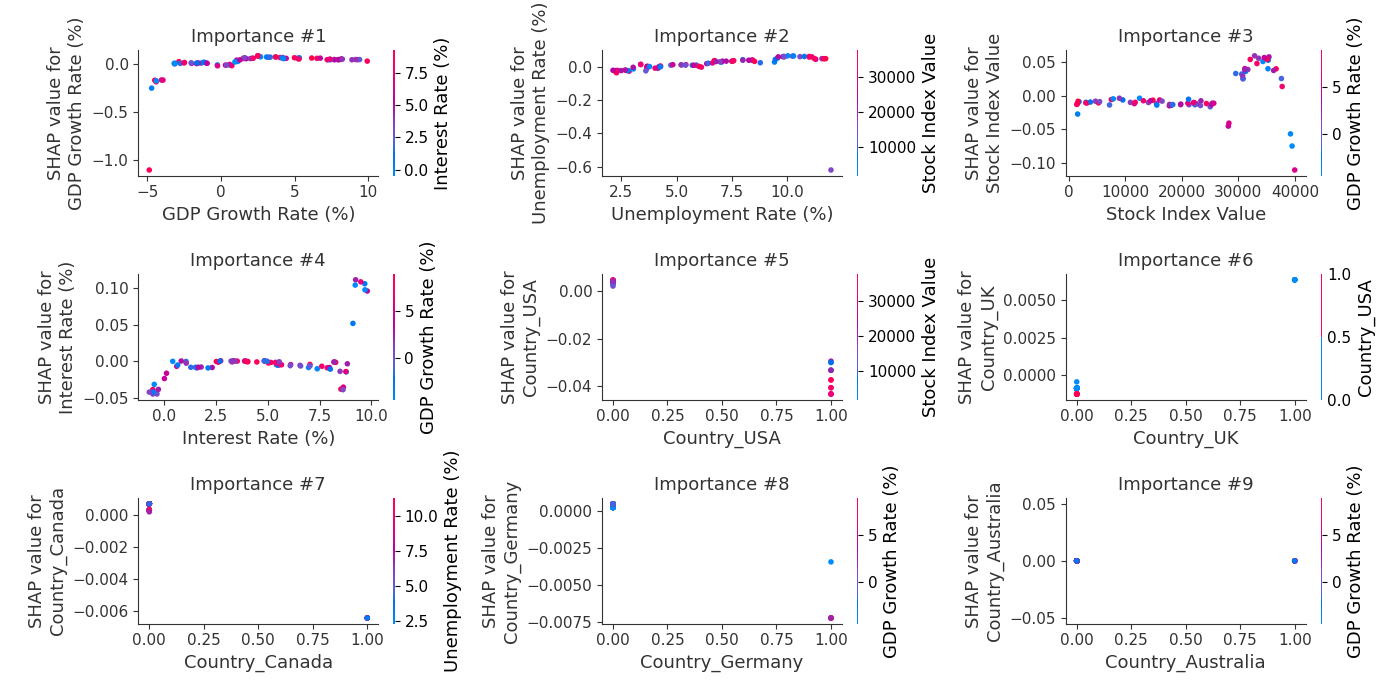 Importance #1
SHAP value for
GDP Growth Rate (%)
0.0
−0.5
−1.0
−5
0
5
10
GDP Growth Rate (%)
7.5
5.0
2.5
0.0
Interest Rate (%)
Importance #2
SHAP value for
Unemployment Rate (%)
0.0
−0.2
−0.4
−0.6
2.5
5.0
7.5
10.0
Unemployment Rate (%)
30000
20000
10000
Stock Index Value
Importance #3
SHAP value for
Stock Index Value
0.05
0.00
−0.05
−0.10
0
10000
20000
30000
40000
Stock Index Value
5
0
GDP Growth Rate (%)
Importance #4
SHAP value for
Interest Rate (%)
0.10
0.05
0.00
−0.05
0.0
2.5
5.0
7.5
10.0
Interest Rate (%)
5
0
GDP Growth Rate (%)
Importance #5
SHAP value for
Country_USA
0.00
−0.02
−0.04
0.00
0.25
0.50
0.75
1.00
Country_USA
30000
20000
10000
Stock Index Value
Importance #6
SHAP value for
Country_UK
0.0050
0.0025
0.0000
0.00
0.25
0.50
0.75
1.00
Country_UK
1.0
0.5
0.0
Country_USA
Importance #7
SHAP value for
Country_Canada
0.000
−0.002
−0.004
−0.006
0.00
0.25
0.50
0.75
1.00
Country_Canada
10.0
7.5
5.0
2.5
Unemployment Rate (%)
Importance #8
SHAP value for
Country_Germany
0.0000
−0.0025
−0.0050
−0.0075
0.00
0.25
0.50
0.75
1.00
Country_Germany
5
0
GDP Growth Rate (%)
Importance #9
SHAP value for
Country_Australia
0.05
0.00
−0.05
0.00
0.25
0.50
0.75
1.00
Country_Australia
5
0
GDP Growth Rate (%)